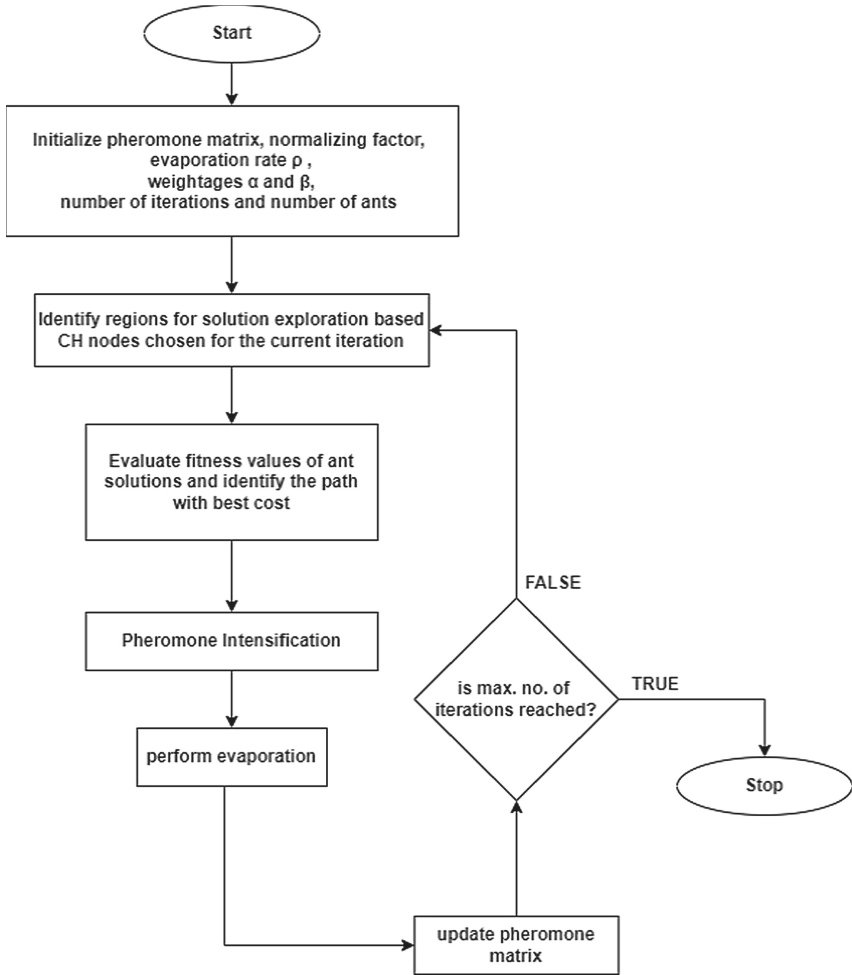 Start
Initialize pheromone matrix, normalizing factor,
evaporation rate ρ ,
weightages α and β,
number of iterations and number of ants
Identify regions for solution exploration based
CH nodes chosen for the current iteration
Evaluate fitness values of ant
solutions and identify the path
with best cost
Pheromone Intensification
perform evaporation
update pheromone
matrix
is max. no. of
iterations reached?
FALSE
TRUE
Stop